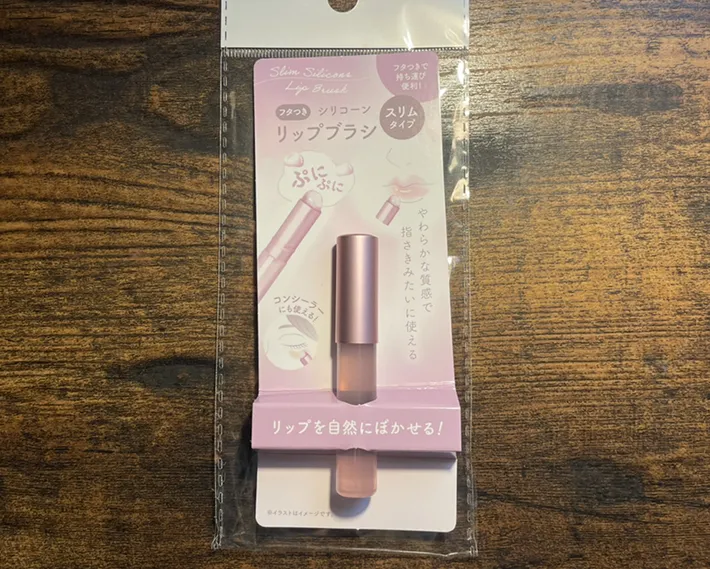 Slim Silicone
Lip Brush
フタつきで
持ち運び
便利！
フタつき シリコーン
リップブラシ
スリム
タイプ
ぷに
ぷに
やわらかな質感で
指さきみたいに使える
コンシーラー
にも使える！
リップを自然にぼかせる！
※イラストはイメージです。